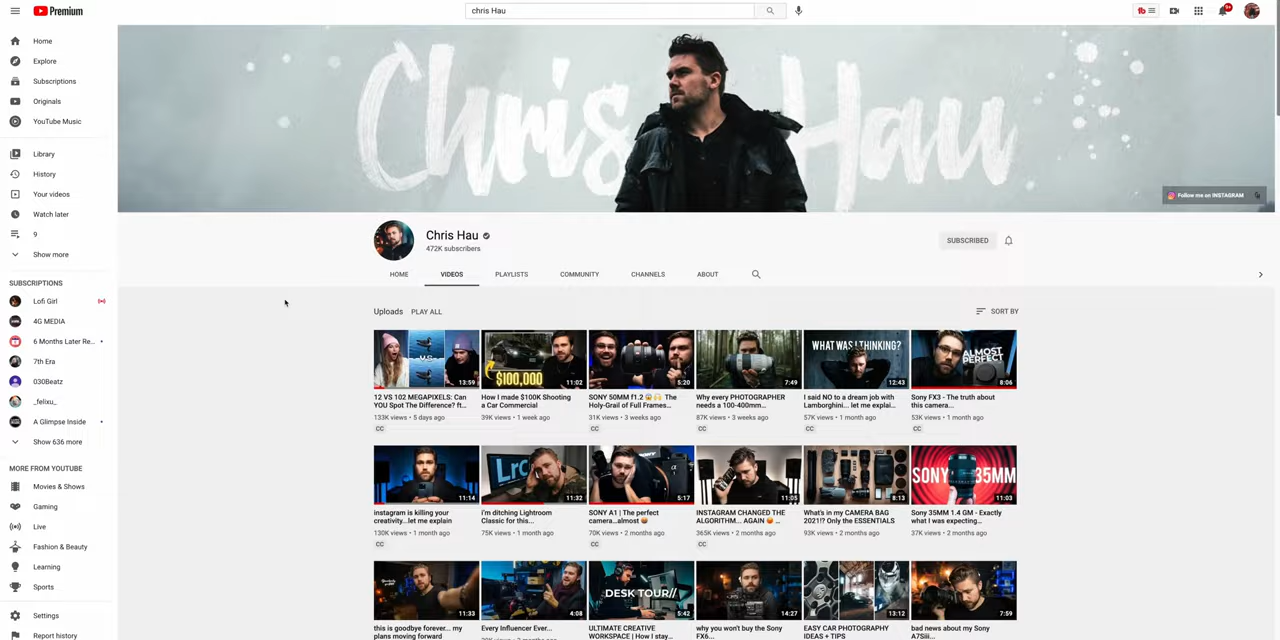 Premium
chris Hau
9+
Home
Explore
Subscriptions
Originals
YouTube Music
Library
History
Your videos
Watch later
9
Show more
SUBSCRIPTIONS
Lofi Girl
4G MEDIA
6 Months Later Re...
7th Era
030Beatz
_felixu_
A Glimpse Inside
Show 636 more
MORE FROM YOUTUBE
Movies & Shows
Gaming
Live
Fashion & Beauty
Learning
Sports
Settings
Report history
Chris Hau
Follow me on INSTAGRAM
Chris Hau
472K subscribers
SUBSCRIBED
HOME VIDEOS PLAYLISTS COMMUNITY CHANNELS ABOUT
Uploads PLAY ALL
SORT BY
V.S
13:59
12 VS 102 MEGAPIXELS: Can
YOU Spot The Difference? ft...
133K views • 5 days ago
CC
$100,000
11:02
How I made $100K Shooting
a Car Commercial
39K views • 1 week ago
5:20
SONY 50MM f1.2 😱🙌 The
Holy-Grail of Full Frames...
31K views • 3 weeks ago
CC
7:49
Why every PHOTOGRAPHER
needs a 100-400mm...
87K views • 3 weeks ago
CC
WHAT WAS I THINKING?
12:43
I said NO to a dream job with
Lamborghini... let me explai...
57K views • 1 month ago
CC
ALMOST
PERFECT
8:06
Sony FX3 - The truth about
this camera...
53K views • 1 month ago
CC
11:14
instagram is killing your
creativity...let me explain
130K views • 1 month ago
CC
Lrc
11:32
i'm ditching Lightroom
Classic for this...
75K views • 1 month ago
α
5:17
SONY A1 | The perfect
camera...almost
70K views • 2 months ago
CC
11:05
INSTAGRAM CHANGED THE
ALGORITHM... AGAIN
365K views • 2 months ago
CC
8:13
What's in my CAMERA BAG
2021!? Only the ESSENTIALS
93K views • 2 months ago
SONY 35MM
11:03
Sony 35MM 1.4 GM - Exactly
what I was expecting...
37K views • 2 months ago
11:33
this is goodbye forever... my
plans moving forward
4:08
Every Influencer Ever...
DESK TOUR//
5:42
ULTIMATE CREATIVE
WORKSPACE | How I stay...
14:27
why you won't buy the Sony
FX6...
13:12
EASY CAR PHOTOGRAPHY
IDEAS + TIPS
7:59
bad news about my Sony
A7Siii...